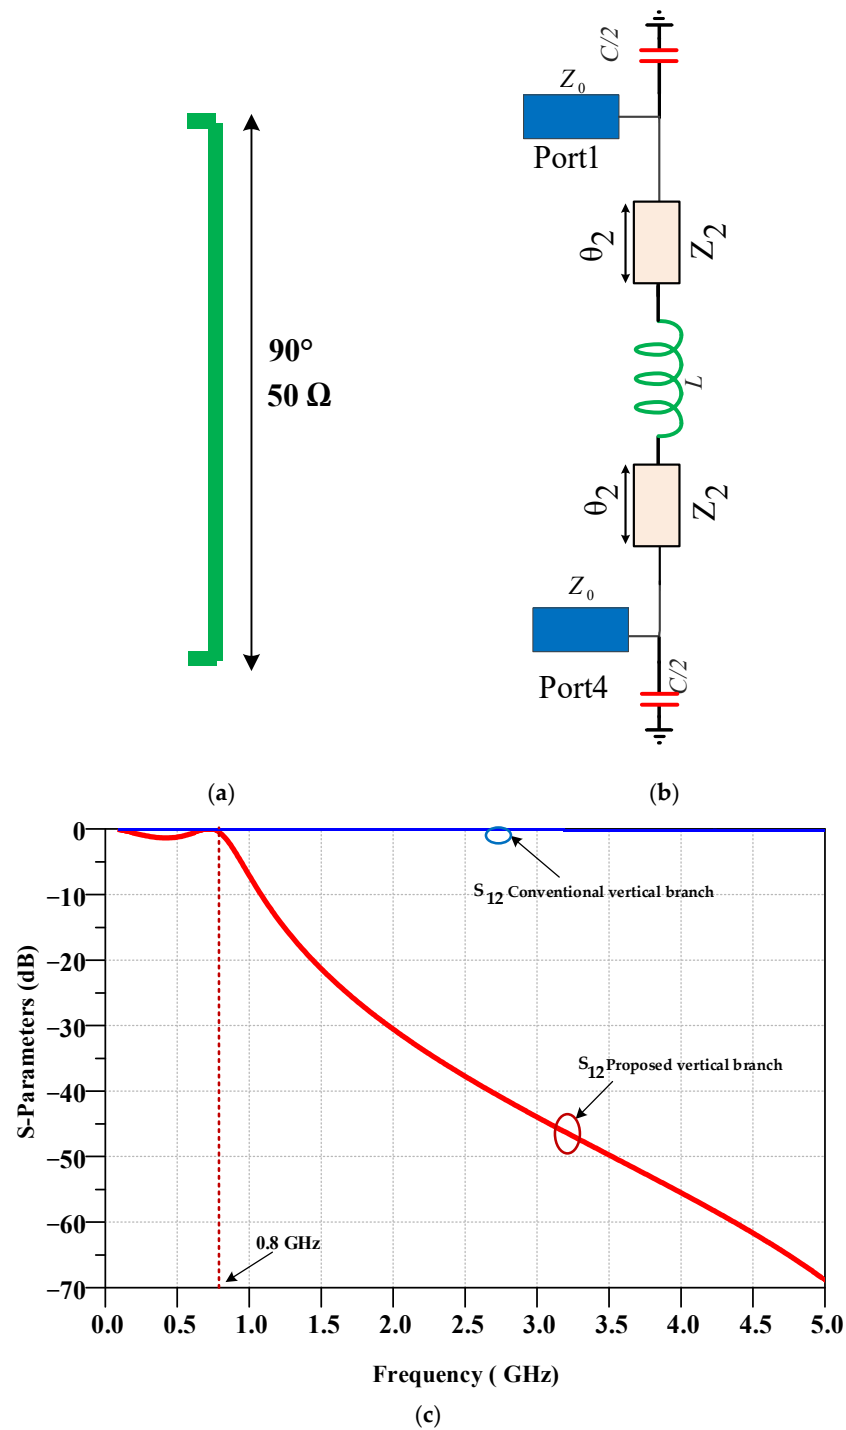 C/2
Z0
Port1
θ2
Z2
90°
50 Ω
L
θ2
Z2
Z0
Port4
C/2
(a)
(b)
0
−10
−20
−30
−40
−50
−60
−70
S-Parameters (dB)
S12 Conventional vertical branch
S12 Proposed vertical branch
0.8 GHz
0.0 0.5 1.0 1.5 2.0 2.5 3.0 3.5 4.0 4.5 5.0
Frequency ( GHz)
(c)